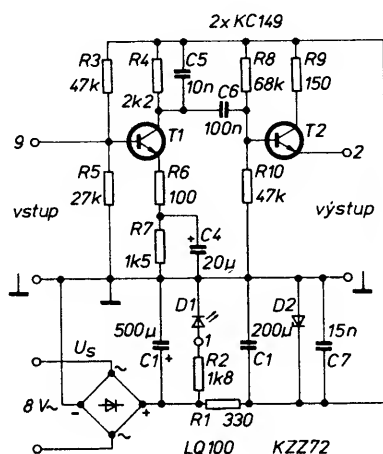 2x KC149
R3
47k
R4
2k2
C5
10n
C6
100n
R8
68k
R9
150
9
T1
T2
2
R5
27k
R6
100
R10
47k
vstup
výstup
R7
1k5
+
C4
20µ
500µ
C1
+
D1
1
R2
1k8
200µ
C1
D2
15n
C7
Us
~
8 V~
-
+
~
R1
330
LQ100
KZZ72